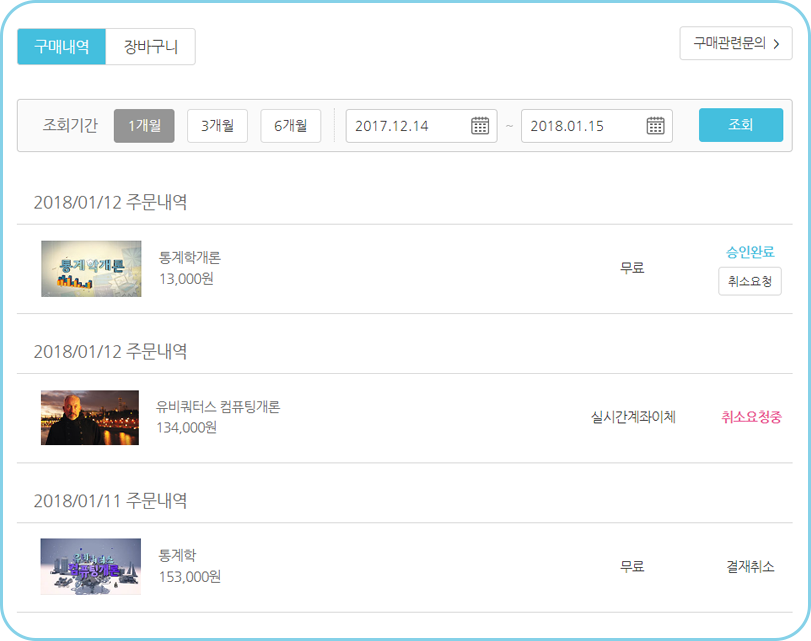 구매내역 장바구니 구매관련문의 >
조회기간 1개월 3개월 6개월 2017.12.14 ~ 2018.01.15 조회
2018/01/12 주문내역
통계학개론
통계학개론
13,000원
무료
승인완료
취소요청
2018/01/12 주문내역
유비쿼터스 컴퓨팅개론
134,000원
실시간계좌이체
취소요청중
2018/01/11 주문내역
컴퓨팅개론
통계학
153,000원
무료
결재취소